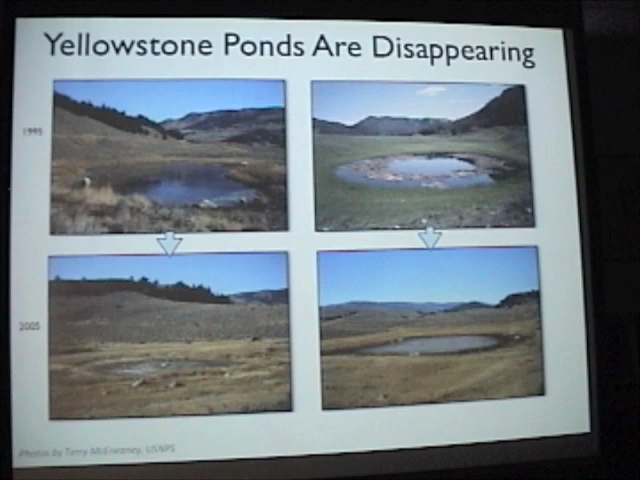 Yellowstone Ponds Are Disappearing
1995
2005
Photos by Terry McEneaney, USNPS